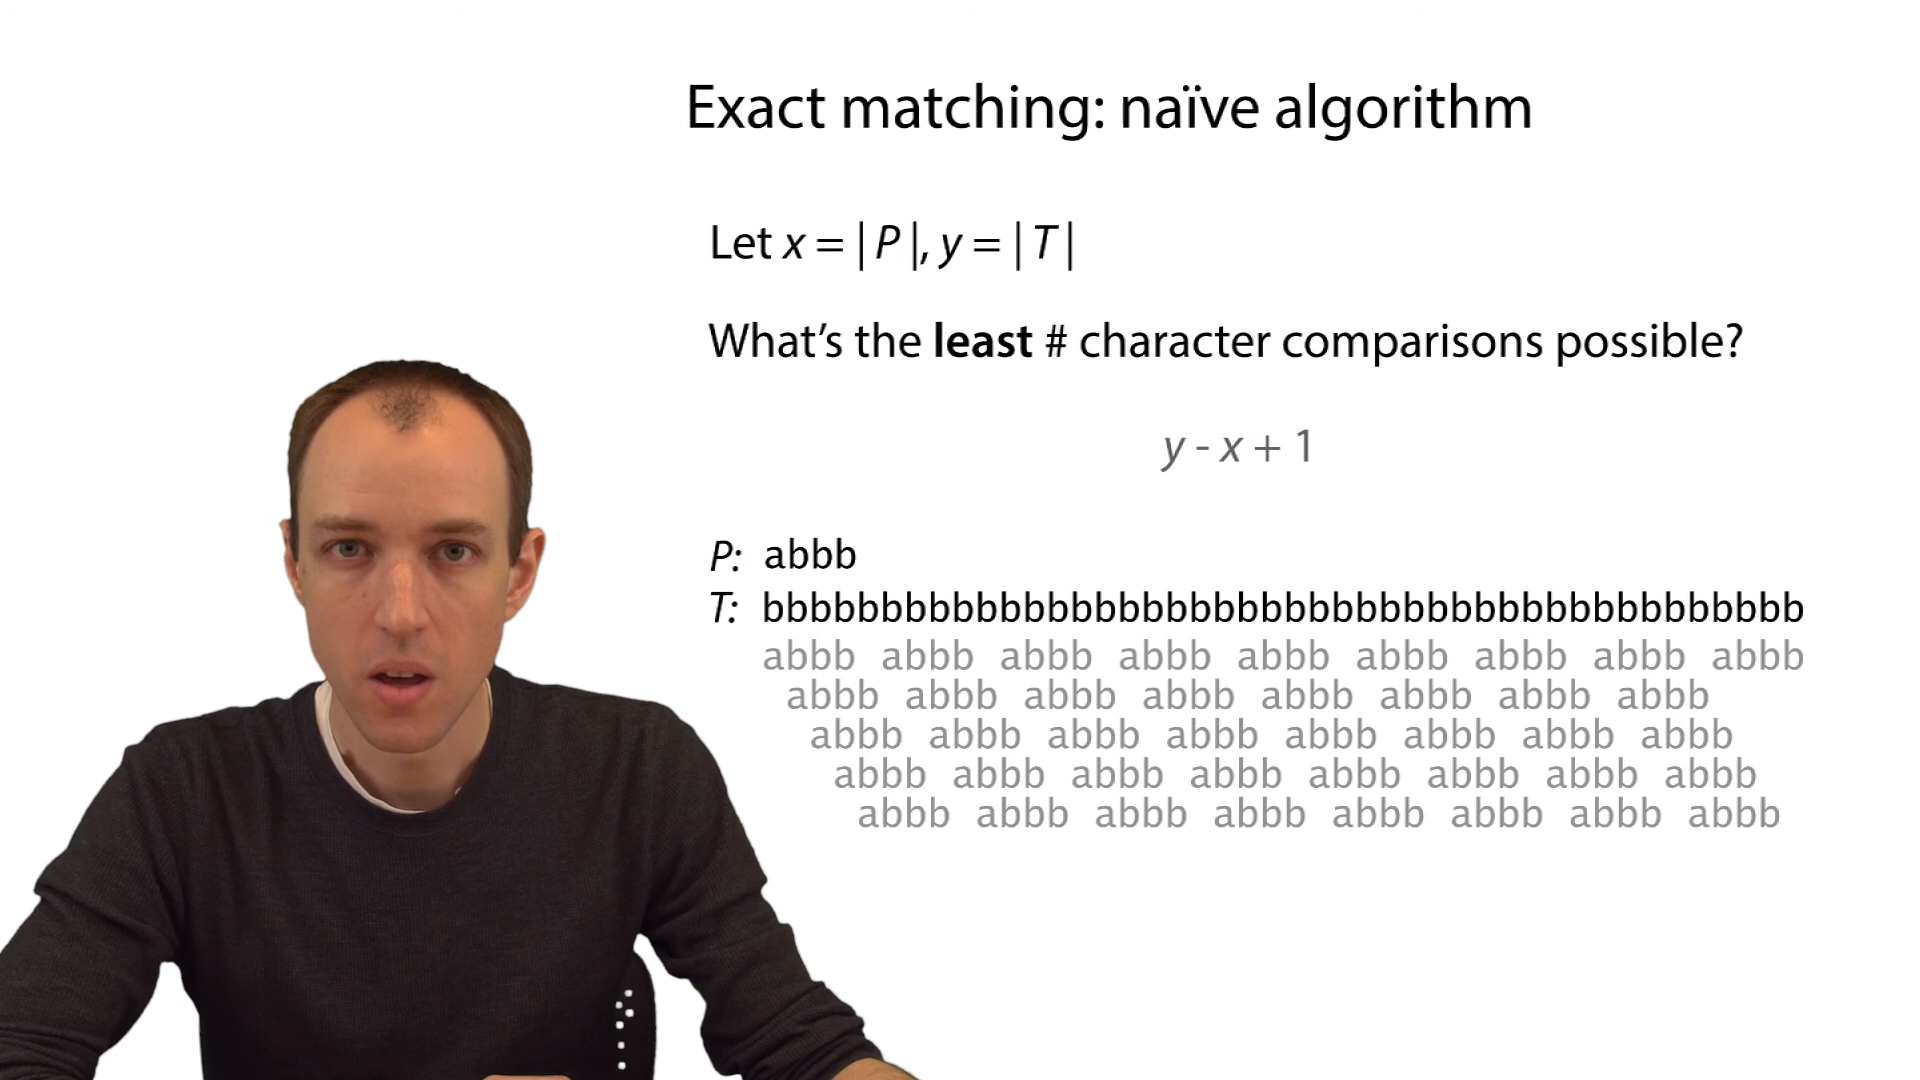 Exact matching: naïve algorithm
Let x = | P |, y = | T |
What’s the least # character comparisons possible?
y - x + 1
P: abbb
T: bbbbbbbbbbbbbbbbbbbbbbbbbbbbbbbbbbbbbbbbbbbb
abbb abbb abbb abbb abbb abbb abbb abbb abbb
abbb abbb abbb abbb abbb abbb abbb abbb
abbb abbb abbb abbb abbb abbb abbb abbb
abbb abbb abbb abbb abbb abbb abbb abbb
abbb abbb abbb abbb abbb abbb abbb abbb